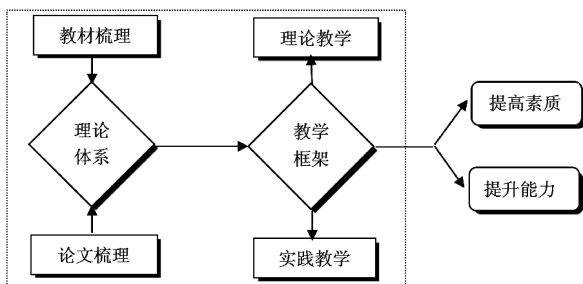 教材梳理
理论教学
理论
体系
教学
框架
提高素质
提升能力
论文梳理
实践教学